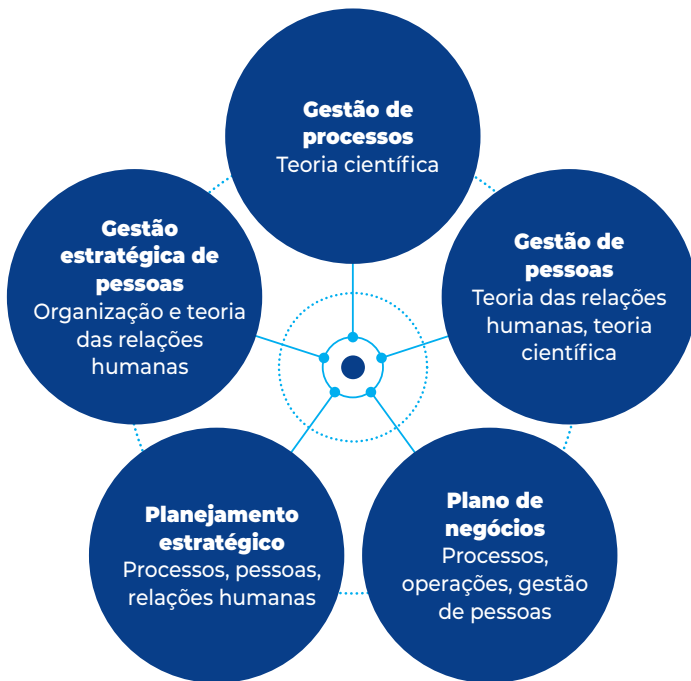 Gestão de
processos
Teoria científica
Gestão de
pessoas
Teoria das relações
humanas, teoria
científica
Plano de
negócios
Processos,
operações, gestão
de pessoas
Planejamento
estratégico
Processos, pessoas,
relações humanas
Gestão
estratégica de
pessoas
Organização e teoria
das relações
humanas